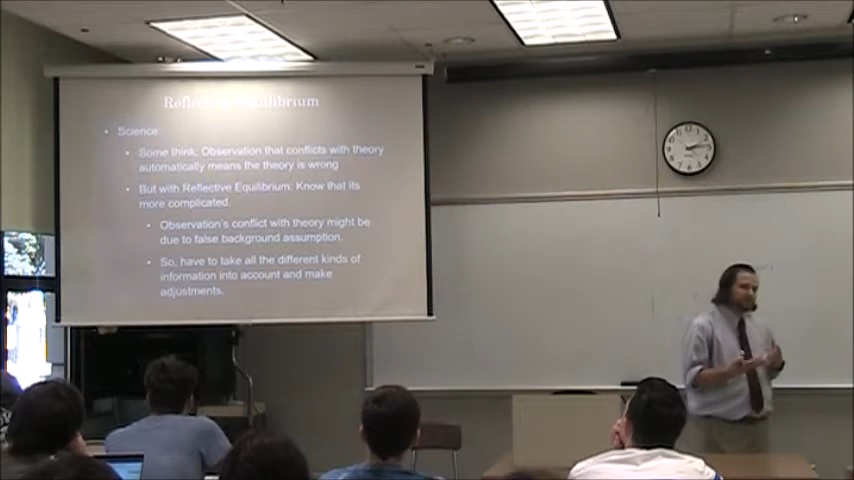 Reflective Equilibrium
• Science:
• Some think: Observation that conflicts with theory
automatically means the theory is wrong
• But with Reflective Equilibrium: Know that its
more complicated.
• Observation's conflict with theory might be
due to false background assumption.
• So, have to take all the different kinds of
information into account and make
adjustments.